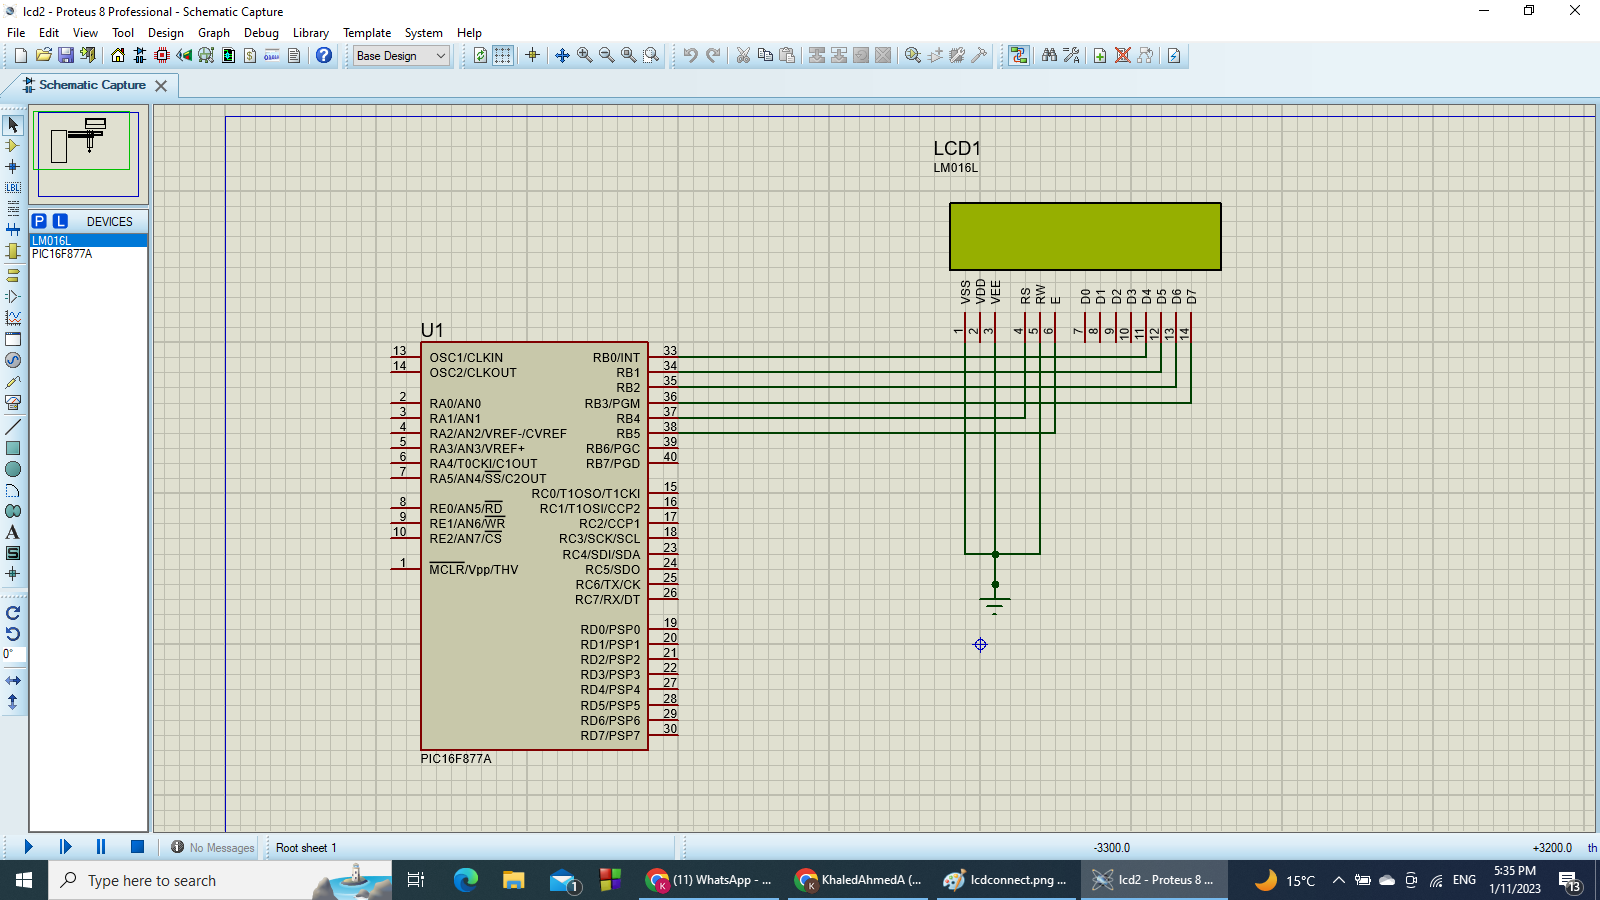 lcd2 - Proteus 8 Professional - Schematic Capture
File Edit View Tool Design Graph Debug Library Template System Help
Base Design
Schematic Capture
P L DEVICES
LM016L
PIC16F877A
LBL
A
S
0°
LCD1
LM016L
VSS
VDD
VEE
RS
RW
E
D0
D1
D2
D3
D4
D5
D6
D7
1
2
3
4
5
6
7
8
9
10
11
12
13
14
U1
13 OSC1/CLKIN RB0/INT 33
14 OSC2/CLKOUT RB1 34
RB2 35
2 RA0/AN0 RB3/PGM 36
3 RA1/AN1 RB4 37
4 RA2/AN2/VREF-/CVREF RB5 38
5 RA3/AN3/VREF+ RB6/PGC 39
6 RA4/T0CKI/C1OUT RB7/PGD 40
7 RA5/AN4/SS/C2OUT
RC0/T1OSO/T1CKI 15
8 RE0/AN5/RD RC1/T1OSI/CCP2 16
9 RE1/AN6/WR RC2/CCP1 17
10 RE2/AN7/CS RC3/SCK/SCL 18
RC4/SDI/SDA 23
1 MCLR/Vpp/THV RC5/SDO 24
RC6/TX/CK 25
RC7/RX/DT 26
RD0/PSP0 19
RD1/PSP1 20
RD2/PSP2 21
RD3/PSP3 22
RD4/PSP4 27
RD5/PSP5 28
RD6/PSP6 29
RD7/PSP7 30
PIC16F877A
No Messages Root sheet 1 -3300.0 +3200.0 th
Type here to search
1
K (11) WhatsApp - ...
K KhaledAhmedA (...
lcdconnect.png ...
lcd2 - Proteus 8 ...
15°C
ENG
5:35 PM
1/11/2023
13